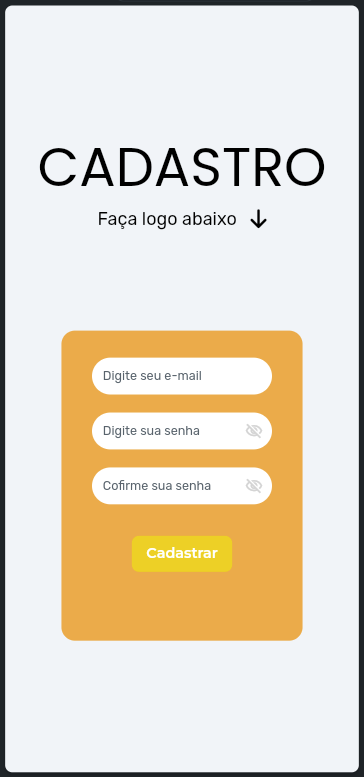 CADASTRO
Faça logo abaixo
Digite seu e-mail
Digite sua senha
Cofirme sua senha
Cadastrar